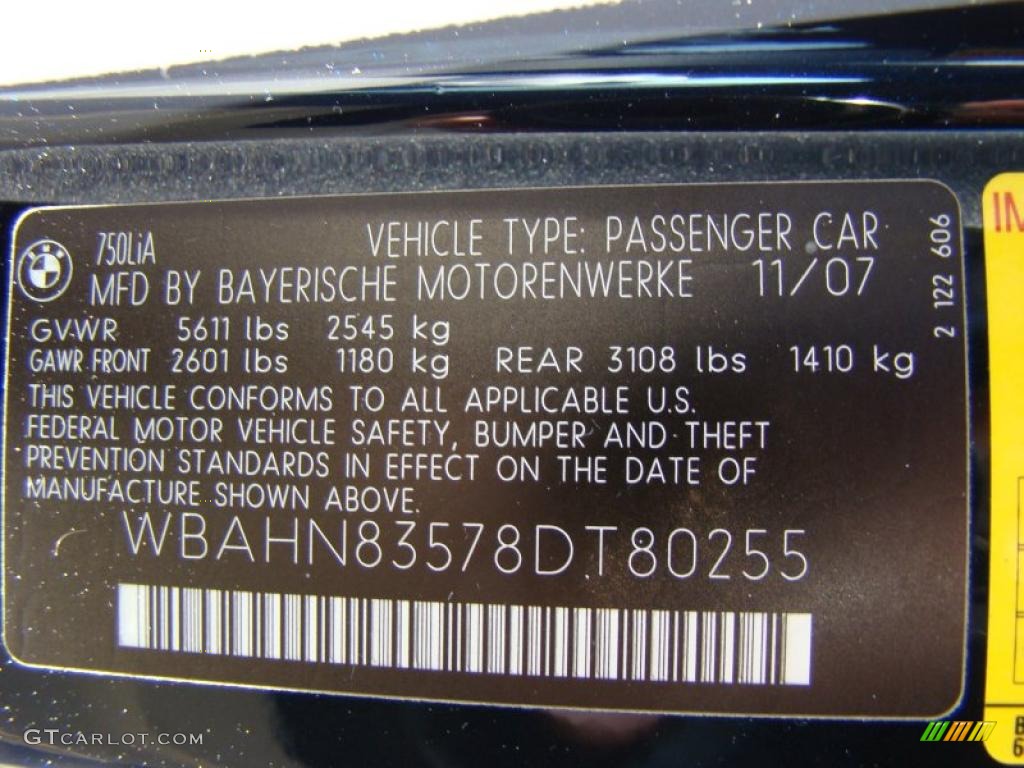 750LiA
VEHICLE TYPE: PASSENGER CAR
MFD BY BAYERISCHE MOTORENWERKE 11/07
GVWR 5611 lbs 2545 kg
GAWR FRONT 2601 lbs 1180 kg REAR 3108 lbs 1410 kg
THIS VEHICLE CONFORMS TO ALL APPLICABLE U.S.
FEDERAL MOTOR VEHICLE SAFETY, BUMPER AND THEFT
PREVENTION STANDARDS IN EFFECT ON THE DATE OF
MANUFACTURE SHOWN ABOVE.
WBAHN83578DT80255
2 122 606
IM
GTCARLOT.COM